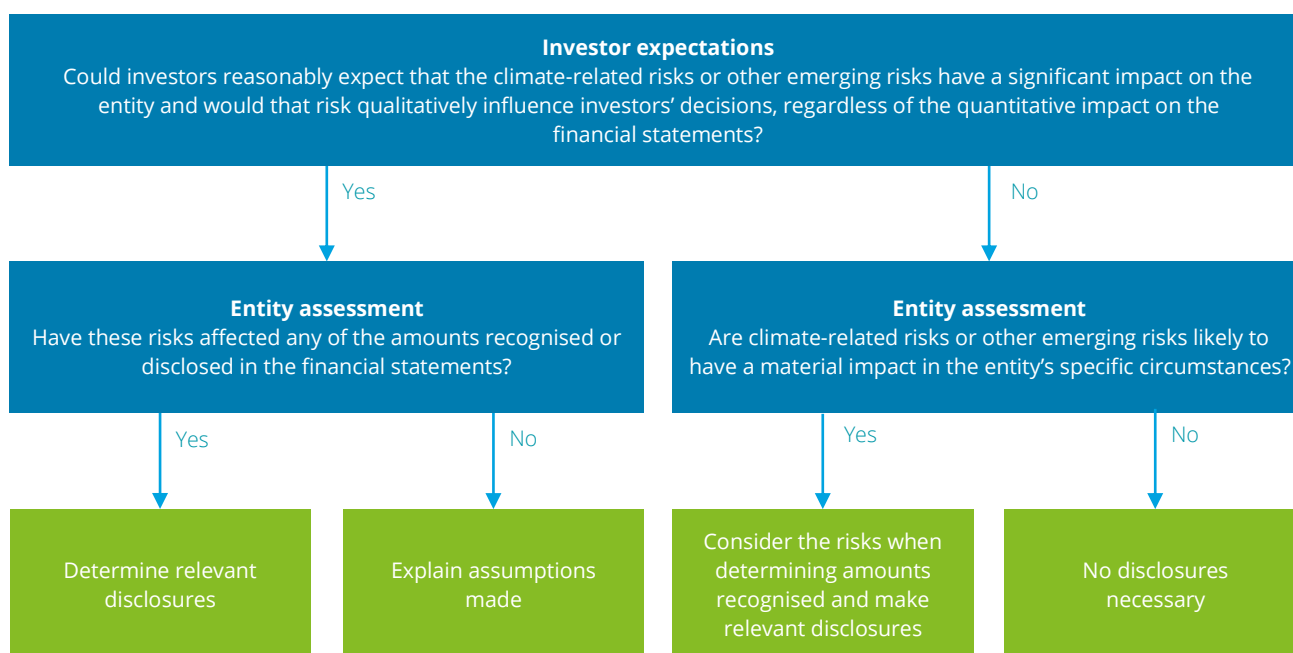 Investor expectations
Could investors reasonably expect that the climate-related risks or other emerging risks have a significant impact on the
entity and would that risk qualitatively influence investors’ decisions, regardless of the quantitative impact on the
financial statements?
Yes
No
Entity assessment
Have these risks affected any of the amounts recognised or
disclosed in the financial statements?
Entity assessment
Are climate-related risks or other emerging risks likely to
have a material impact in the entity’s specific circumstances?
Yes
No
Yes
No
Determine relevant
disclosures
Explain assumptions
made
Consider the risks when
determining amounts
recognised and make
relevant disclosures
No disclosures
necessary